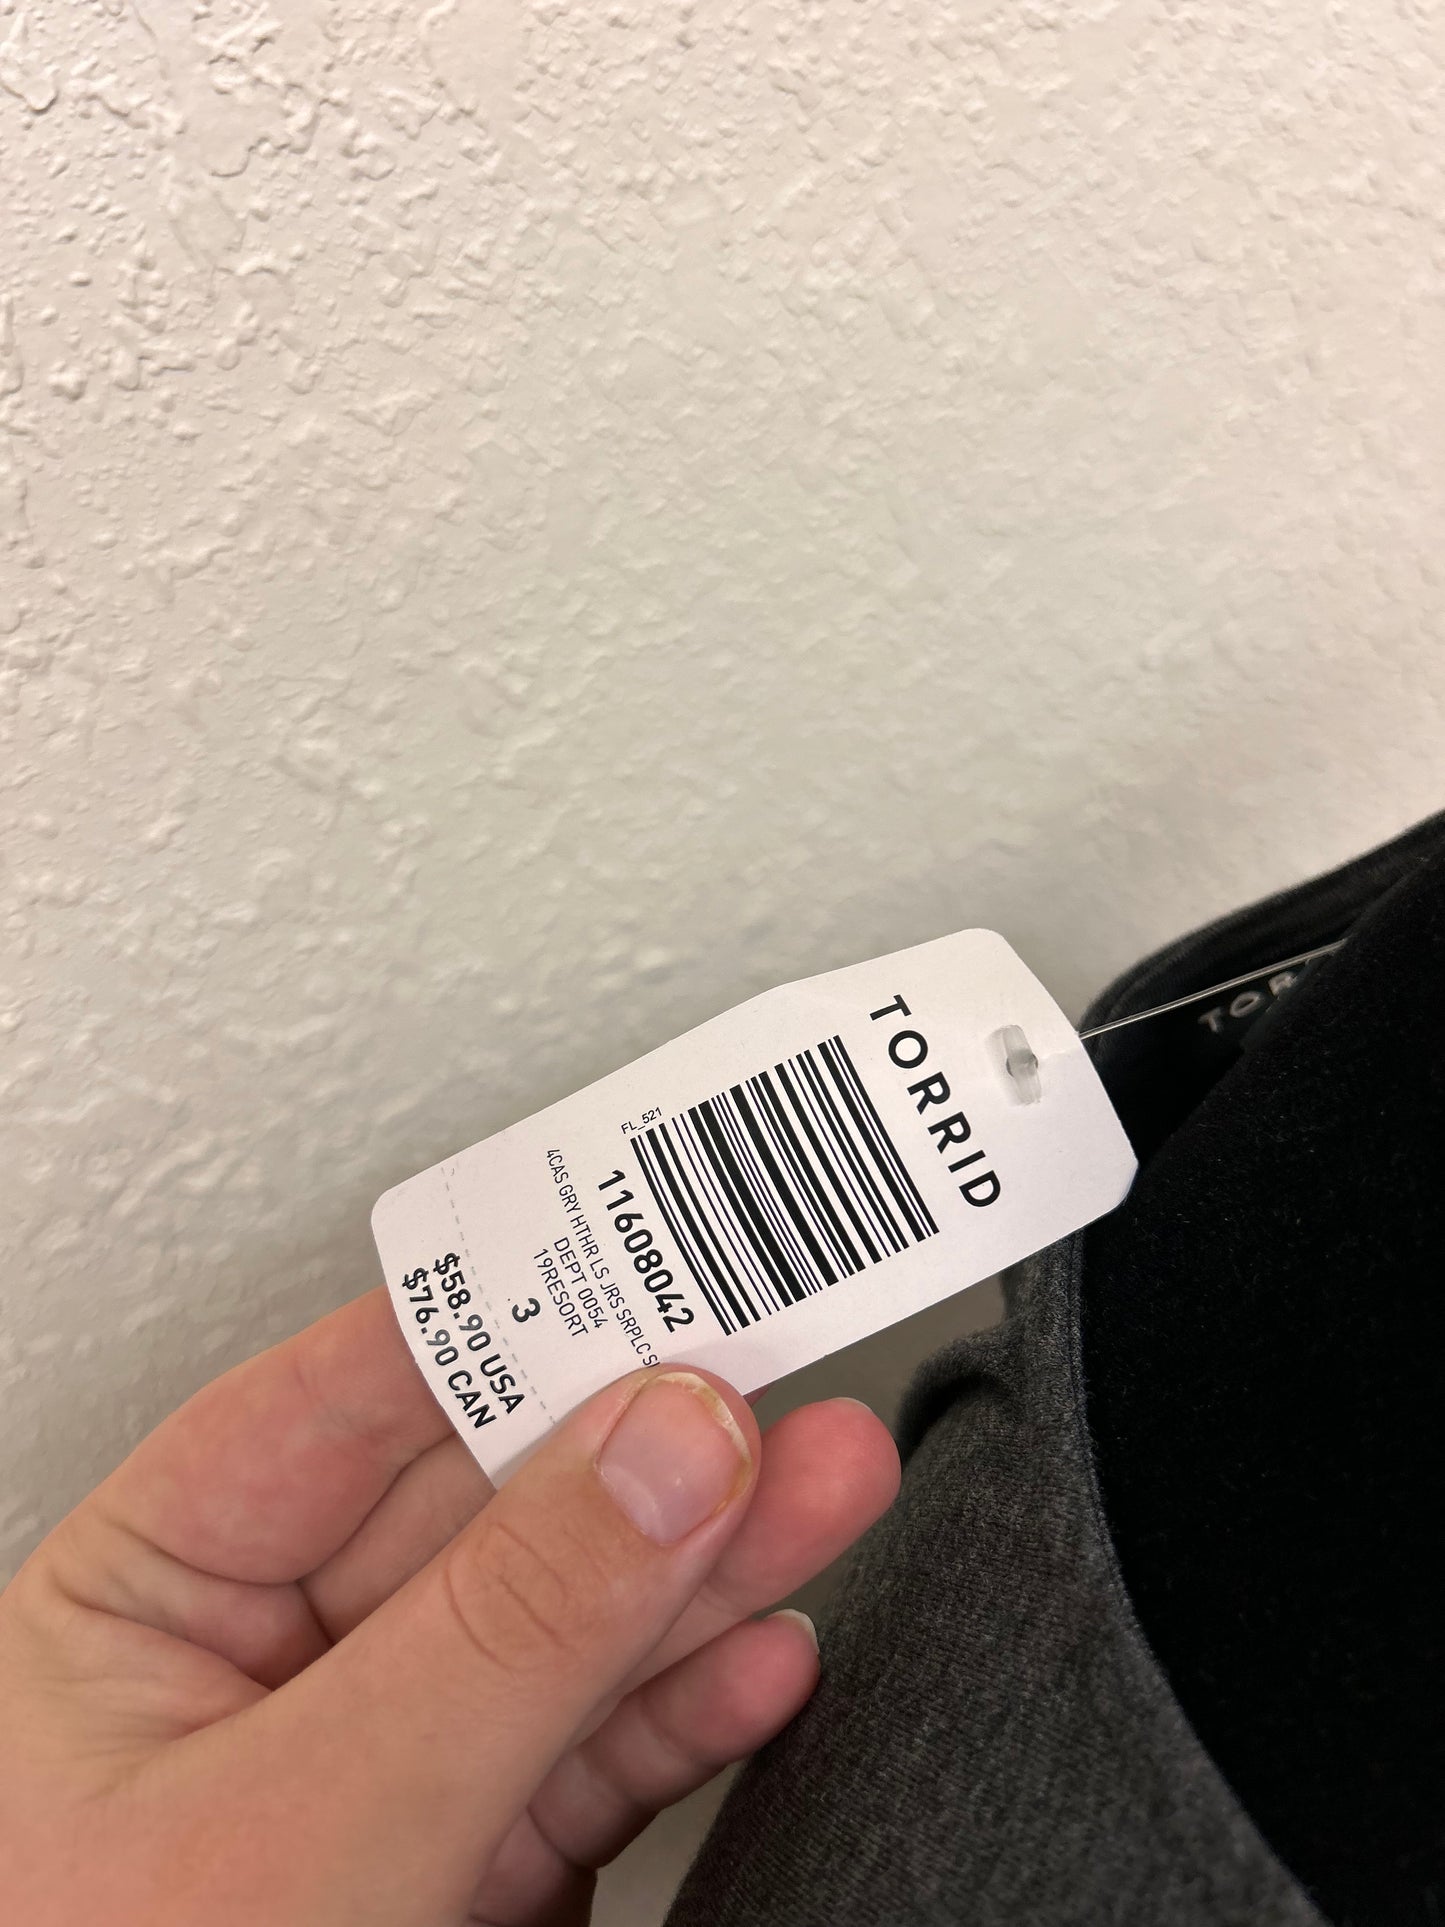 TORRID
FL_521
11608042
4CAS GRY HTHR LS JRS SRPLC
DEPT 0054
19RESORT
3
$58.90 USA
$76.90 CAN